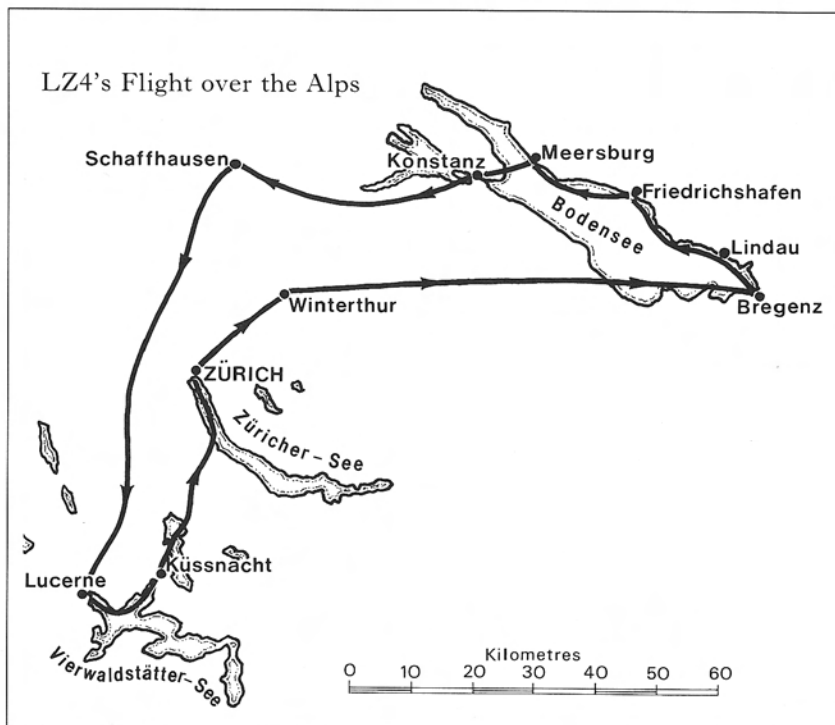 LZ4's Flight over the Alps
Schaffhausen
Konstanz
Meersburg
Friedrichshafen
Bodensee
Lindau
Bregenz
Winterthur
ZÜRICH
Züricher-See
Küssnacht
Lucerne
Vierwaldstätter-See
Kilometres
0 10 20 30 40 50 60